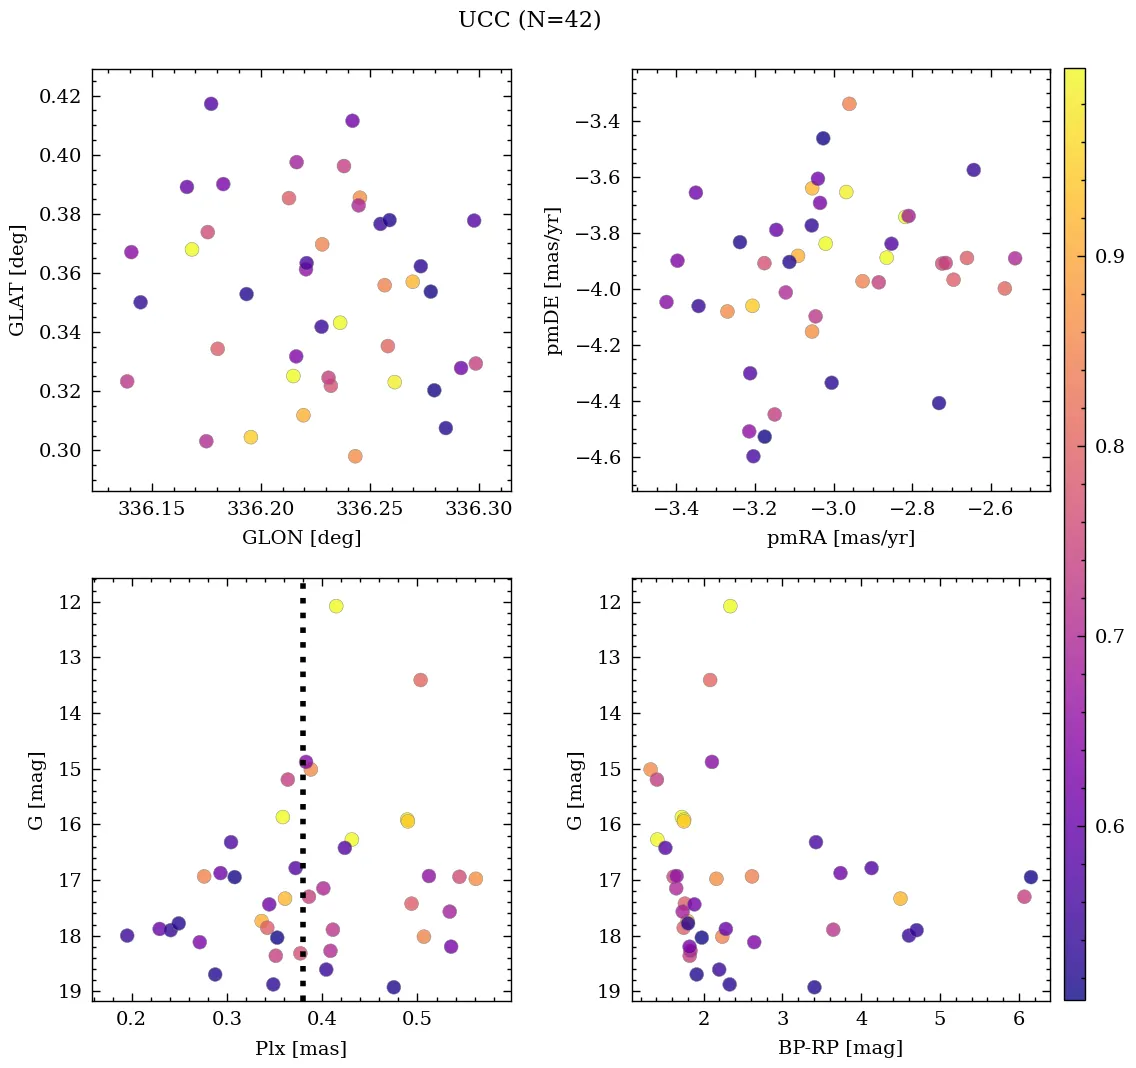 UCC (N=42)
0.42
0.40
0.38
0.36
0.34
0.32
0.30
GLAT [deg]
336.15 336.20 336.25 336.30
GLON [deg]
−3.4
−3.6
−3.8
−4.0
−4.2
−4.4
−4.6
pmDE [mas/yr]
−3.4 −3.2 −3.0 −2.8 −2.6
pmRA [mas/yr]
12
13
14
15
16
17
18
19
G [mag]
0.2 0.3 0.4 0.5
Plx [mas]
12
13
14
15
16
17
18
19
G [mag]
2 3 4 5 6
BP-RP [mag]
0.9
0.8
0.7
0.6